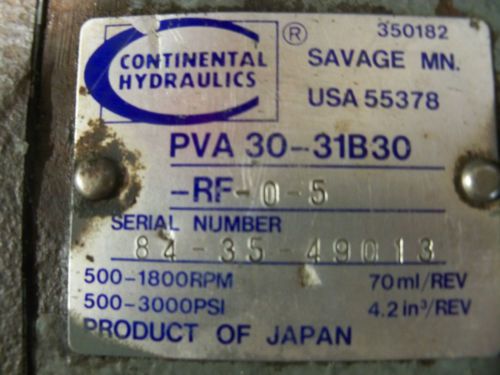 350182
CONTINENTAL ® SAVAGE MN.
HYDRAULICS
USA 55378
PVA 30-31B30
-RF-0-5
SERIAL NUMBER
84-35-49013
500-1800RPM 70ml/REV
500-3000PSI 4.2in³/REV
PRODUCT OF JAPAN